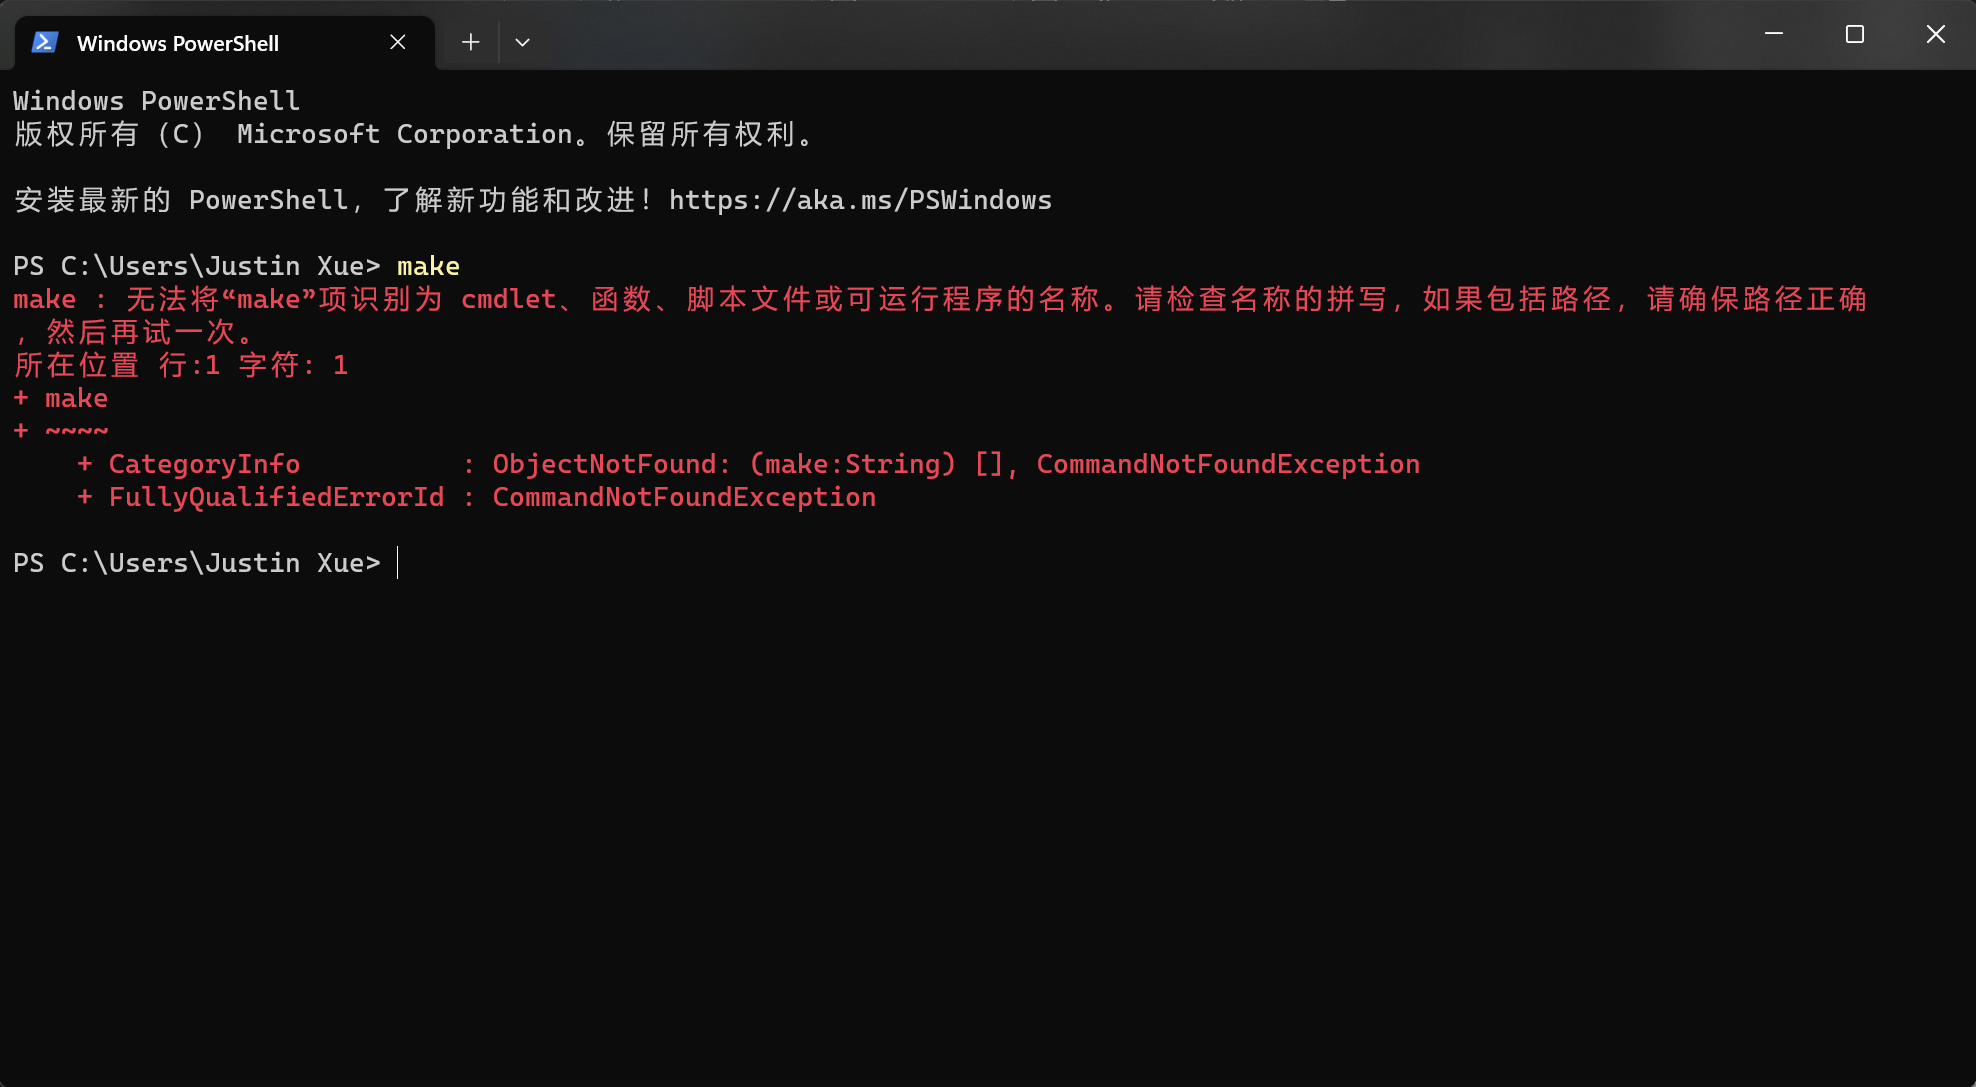 Windows PowerShell
Windows PowerShell
版权所有（C） Microsoft Corporation。保留所有权利。
安装最新的 PowerShell，了解新功能和改进！https://aka.ms/PSWindows
PS C:\Users\Justin Xue> make
make : 无法将“make”项识别为 cmdlet、函数、脚本文件或可运行程序的名称。请检查名称的拼写，如果包括路径，请确保路径正确
，然后再试一次。
所在位置 行:1 字符: 1
+ make
+ ~~~~
    + CategoryInfo          : ObjectNotFound: (make:String) [], CommandNotFoundException
    + FullyQualifiedErrorId : CommandNotFoundException
PS C:\Users\Justin Xue>